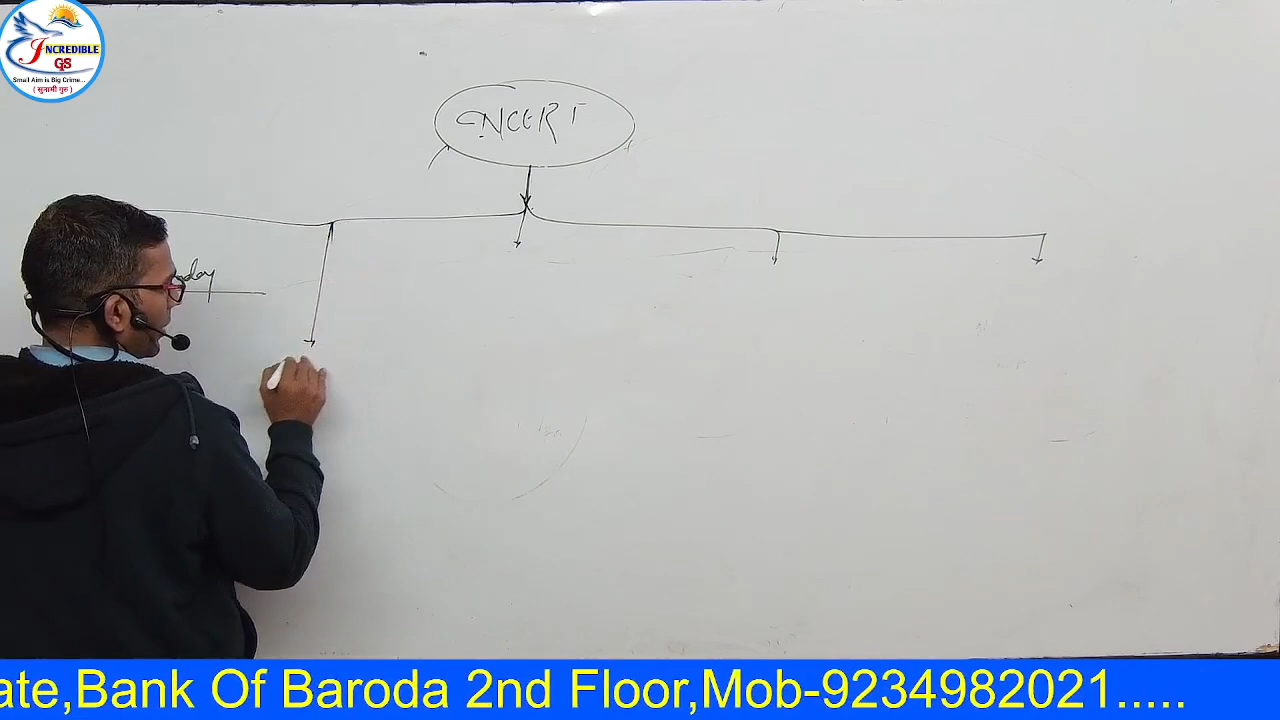 INCREDIBLE
GS
Small Aim is Big Crime...
( सुनामी गुरु )
NCERT
ate,Bank Of Baroda 2nd Floor,Mob-9234982021.....